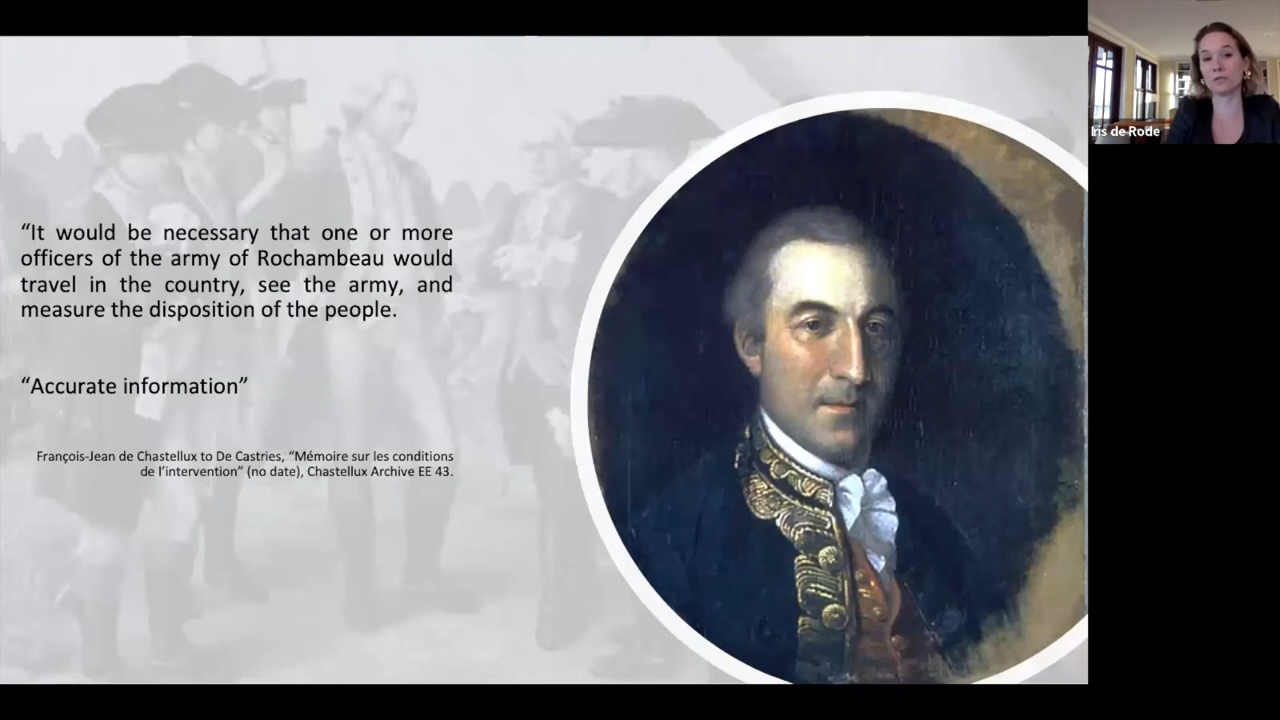 “It would be necessary that one or more
officers of the army of Rochambeau would
travel in the country, see the army, and
measure the disposition of the people.
“Accurate information”
François-Jean de Chastellux to De Castries, “Mémoire sur les conditions
de l’intervention” (no date), Chastellux Archive EE 43.
Iris de Rode